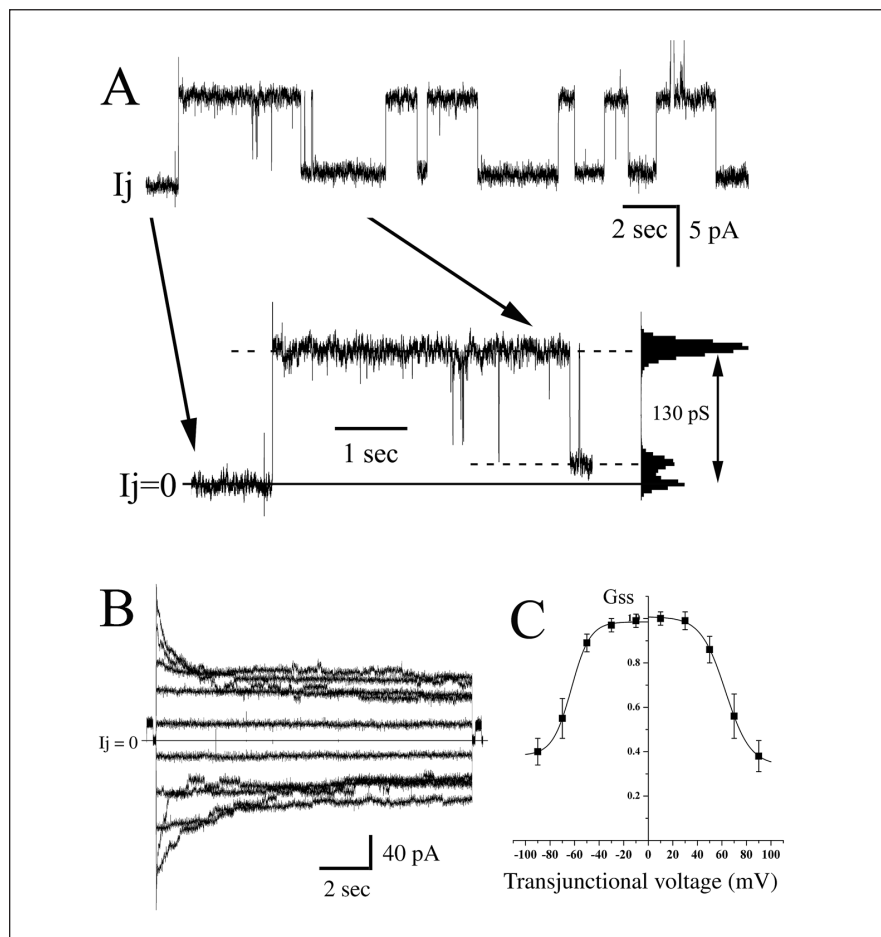 A
Ij
2 sec
5 pA
130 pS
1 sec
Ij=0
B
Ij = 0
40 pA
2 sec
C
Gss
1.0
0.8
0.6
0.4
0.2
-100 -80 -60 -40 -20 0 20 40 60 80 100
Transjunctional voltage (mV)